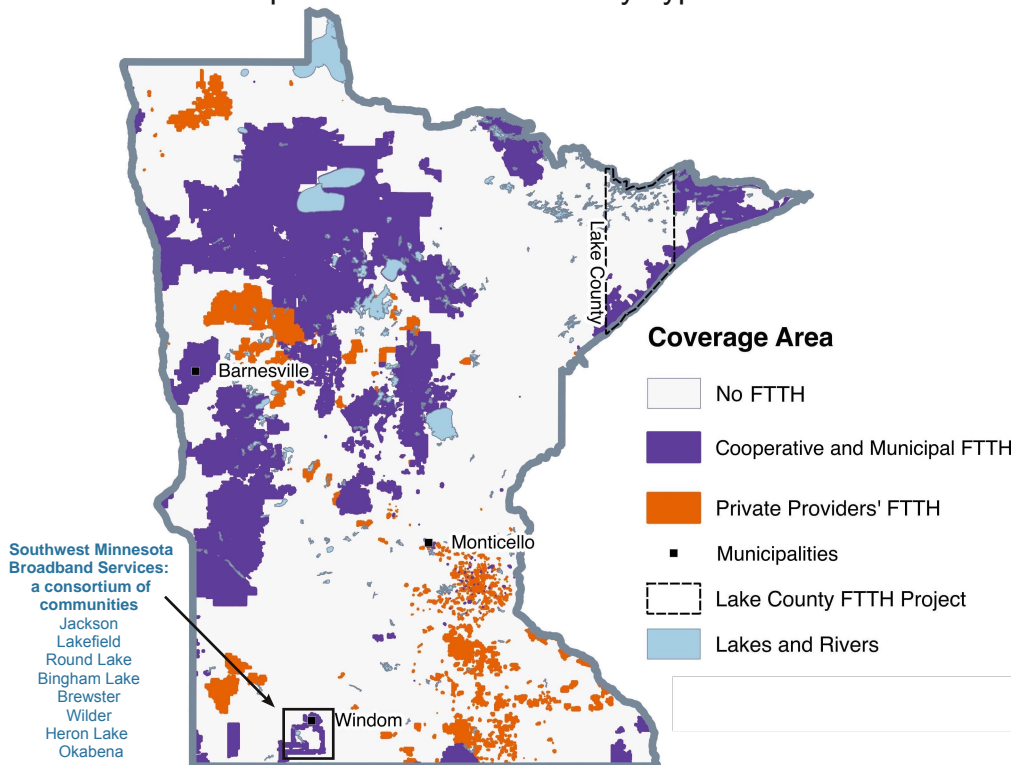 Lake County
Barnesville
Monticello
Windom
Southwest Minnesota
Broadband Services:
a consortium of
communities
Jackson
Lakefield
Round Lake
Bingham Lake
Brewster
Wilder
Heron Lake
Okabena
Coverage Area
No FTTH
Cooperative and Municipal FTTH
Private Providers' FTTH
Municipalities
Lake County FTTH Project
Lakes and Rivers